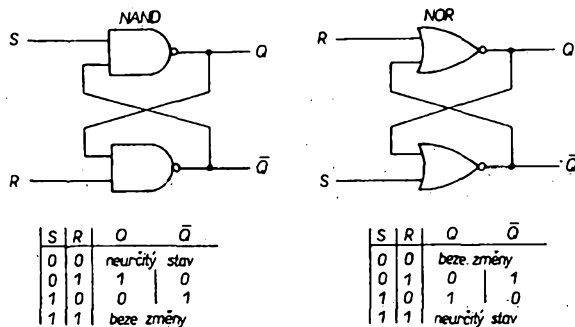 NAND
S
Q
R
Q̄
S R Q Q̄
0 0 neurčitý stav
0 1 1 0
1 0 0 1
1 1 beze změny
NOR
R
Q
S
Q̄
S R Q Q̄
0 0 beze změny
0 1 0 1
1 0 1 0
1 1 neurčitý stav